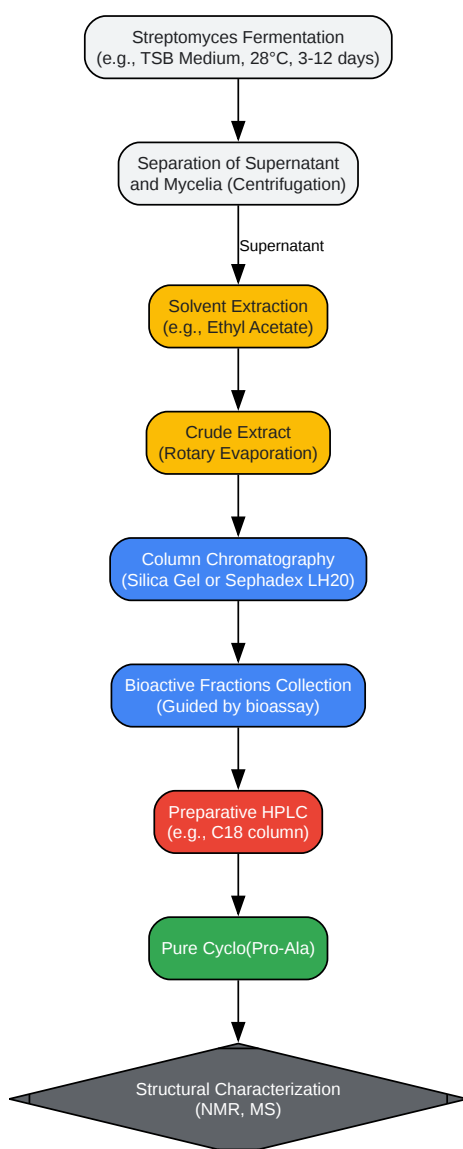 Streptomyces Fermentation
(e.g., TSB Medium, 28°C, 3-12 days)
Separation of Supernatant
and Mycelia (Centrifugation)
Supernatant
Solvent Extraction
(e.g., Ethyl Acetate)
Crude Extract
(Rotary Evaporation)
Column Chromatography
(Silica Gel or Sephadex LH20)
Bioactive Fractions Collection
(Guided by bioassay)
Preparative HPLC
(e.g., C18 column)
Pure Cyclo(Pro-Ala)
Structural Characterization
(NMR, MS)